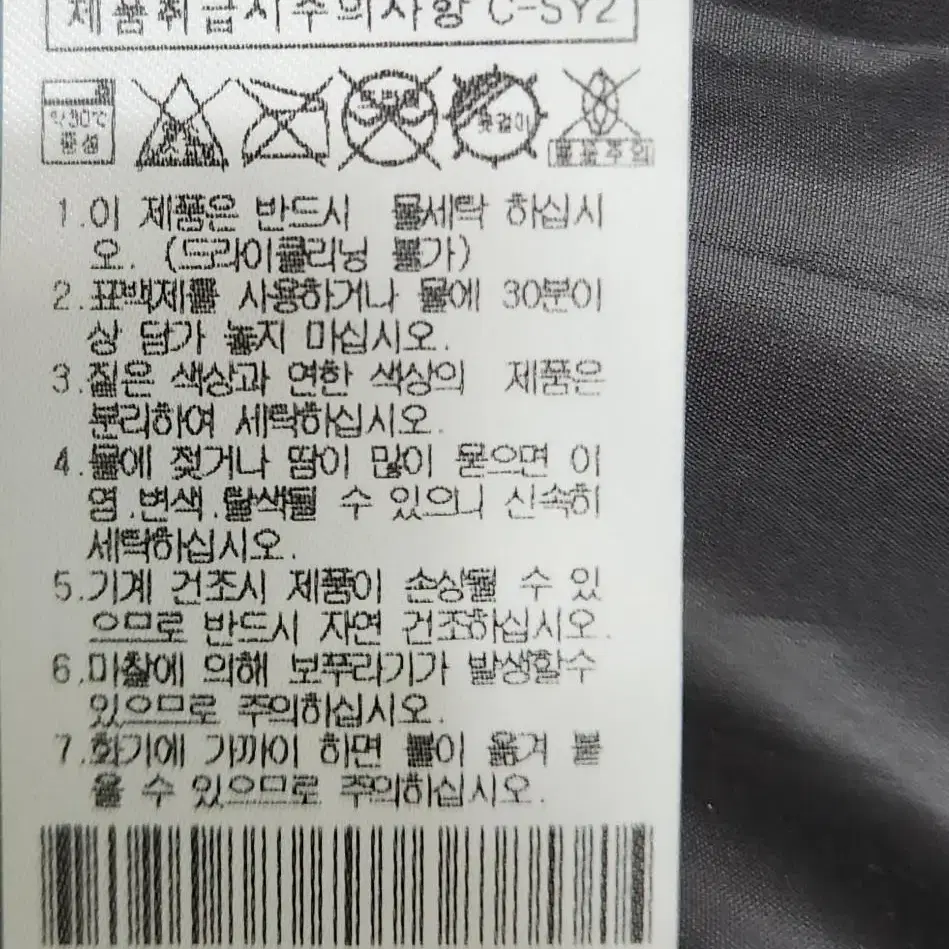 제품취급시주의사항 C-SY2
약30℃
중성
옷걸이
1.이 제품은 반드시 물세탁 하십시
오. (드라이클리닝 불가)
2.표백제를 사용하거나 물에 30분이
상 담가 놓지 마십시오.
3.짙은 색상과 연한 색상의 제품은
분리하여 세탁하십시오.
4.물에 젖거나 땀이 많이 묻으면 이
염.변색.탈색될 수 있으니 신속히
세탁하십시오.
5.기계 건조시 제품이 손상될 수 있
으므로 반드시 자연 건조하십시오.
6.마찰에 의해 보푸라기가 발생할수
있으므로 주의하십시오.
7.화기에 가까이 하면 불이 옮겨 붙
을 수 있으므로 주의하십시오.